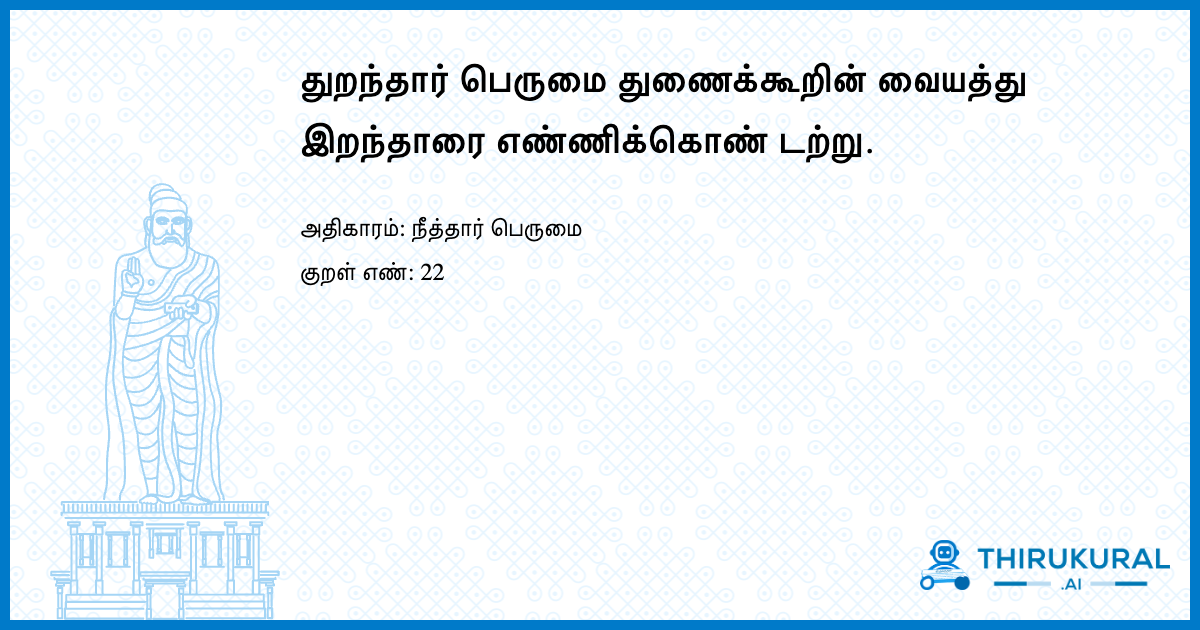 துறந்தார் பெருமை துணைக்கூறின் வையத்து
இறந்தாரை எண்ணிக்கொண் டற்று.
அதிகாரம்: நீத்தார் பெருமை
குறள் எண்: 22
THIRUKURAL
.AI